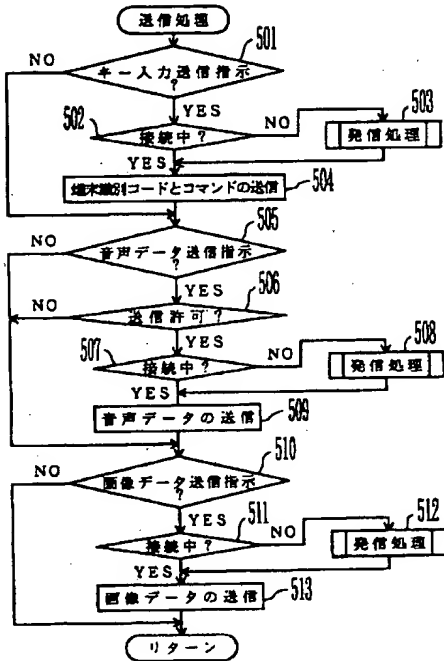 送信処理
501
キー入力送信指示
?
NO
YES
502
接続中?
NO
503
発信処理
YES
端末識別コードとコマンドの送信
504
505
NO
音声データ送信指示
?
YES
506
NO
送信許可?
YES
507
接続中?
NO
508
発信処理
YES
音声データの送信
509
510
NO
画像データ送信指示
?
YES
511
接続中?
NO
512
発信処理
YES
画像データの送信
513
リターン